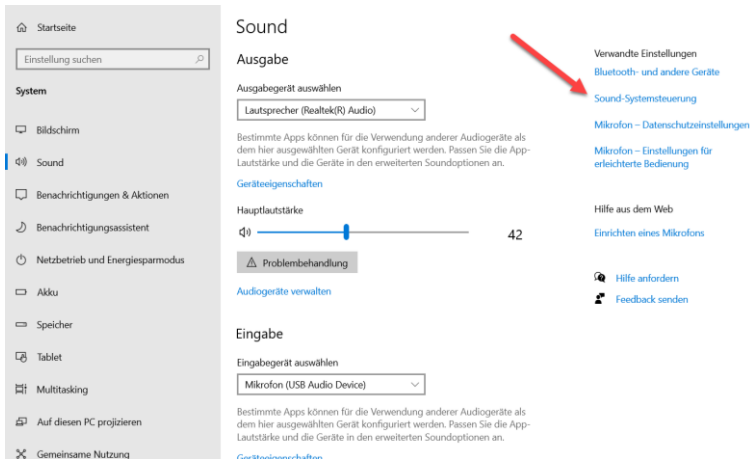 Startseite
Einstellung suchen
System
Bildschirm
Sound
Benachrichtigungen & Aktionen
Benachrichtigungsassistent
Netzbetrieb und Energiesparmodus
Akku
Speicher
Tablet
Multitasking
Auf diesen PC projizieren
Gemeinsame Nutzung
Sound
Ausgabe
Ausgabegerät auswählen
Lautsprecher (Realtek(R) Audio)
Bestimmte Apps können für die Verwendung anderer Audiogeräte als
dem hier ausgewählten Gerät konfiguriert werden. Passen Sie die App-
Lautstärke und die Geräte in den erweiterten Soundoptionen an.
Geräteeigenschaften
Hauptlautstärke
42
Problembehandlung
Audiogeräte verwalten
Eingabe
Eingabegerät auswählen
Mikrofon (USB Audio Device)
Bestimmte Apps können für die Verwendung anderer Audiogeräte als
dem hier ausgewählten Gerät konfiguriert werden. Passen Sie die App-
Lautstärke und die Geräte in den erweiterten Soundoptionen an.
Geräteeigenschaften
Verwandte Einstellungen
Bluetooth- und andere Geräte
Sound-Systemsteuerung
Mikrofon – Datenschutzeinstellungen
Mikrofon – Einstellungen für
erleichterte Bedienung
Hilfe aus dem Web
Einrichten eines Mikrofons
Hilfe anfordern
Feedback senden